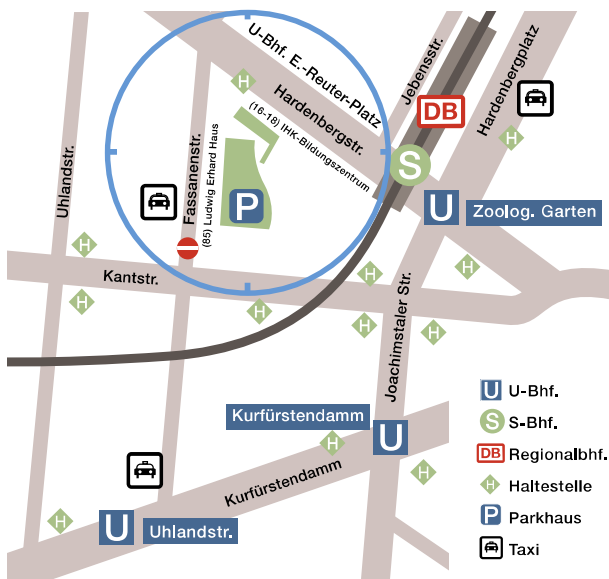 U-Bhf. E.-Reuter-Platz
Hardenbergstr.
(16-18) IHK-Bildungszentrum
Jebensstr.
Hardenbergplatz
DB
H
H
S
Uhlandstr.
Fassanenstr.
(85) Ludwig Erhard Haus
P
U
Zoolog. Garten
H
H
H
Kantstr.
H
H
H
H
Joachimstaler Str.
Kurfürstendamm
U
H
H
Kurfürstendamm
H
U
Uhlandstr.
U U-Bhf.
S S-Bhf.
DB Regionalbhf.
H Haltestelle
P Parkhaus
Taxi